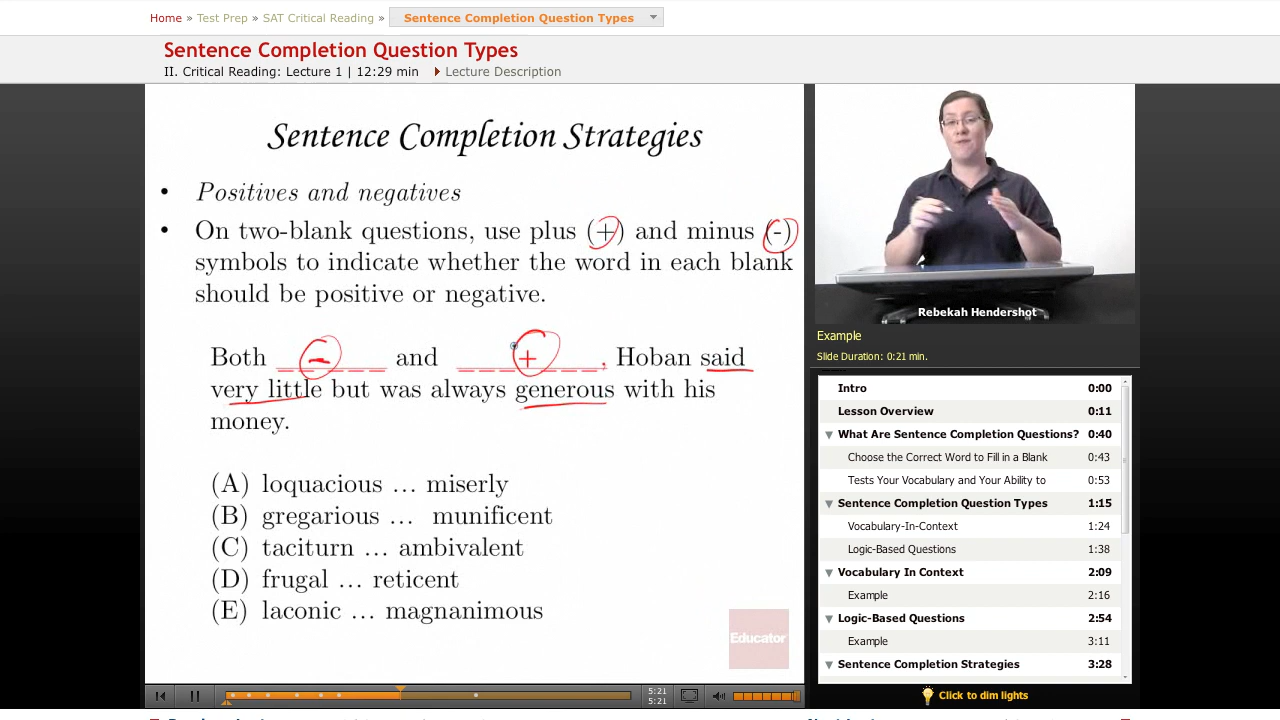 Home » Test Prep » SAT Critical Reading » Sentence Completion Question Types
Sentence Completion Question Types
II. Critical Reading: Lecture 1 | 12:29 min Lecture Description
Sentence Completion Strategies
• Positives and negatives
• On two-blank questions, use plus (+) and minus (-)
symbols to indicate whether the word in each blank
should be positive or negative.
- +
Both ________ and __________, Hoban said
very little but was always generous with his
money.
(A) loquacious … miserly
(B) gregarious … munificent
(C) taciturn … ambivalent
(D) frugal … reticent
(E) laconic … magnanimous
Educator
5:21
5:21
Rebekah Hendershot
Example
Slide Duration: 0:21 min.
Intro 0:00
Lesson Overview 0:11
What Are Sentence Completion Questions? 0:40
Choose the Correct Word to Fill in a Blank 0:43
Tests Your Vocabulary and Your Ability to 0:53
Sentence Completion Question Types 1:15
Vocabulary-In-Context 1:24
Logic-Based Questions 1:38
Vocabulary In Context 2:09
Example 2:16
Logic-Based Questions 2:54
Example 3:11
Sentence Completion Strategies 3:28
Click to dim lights